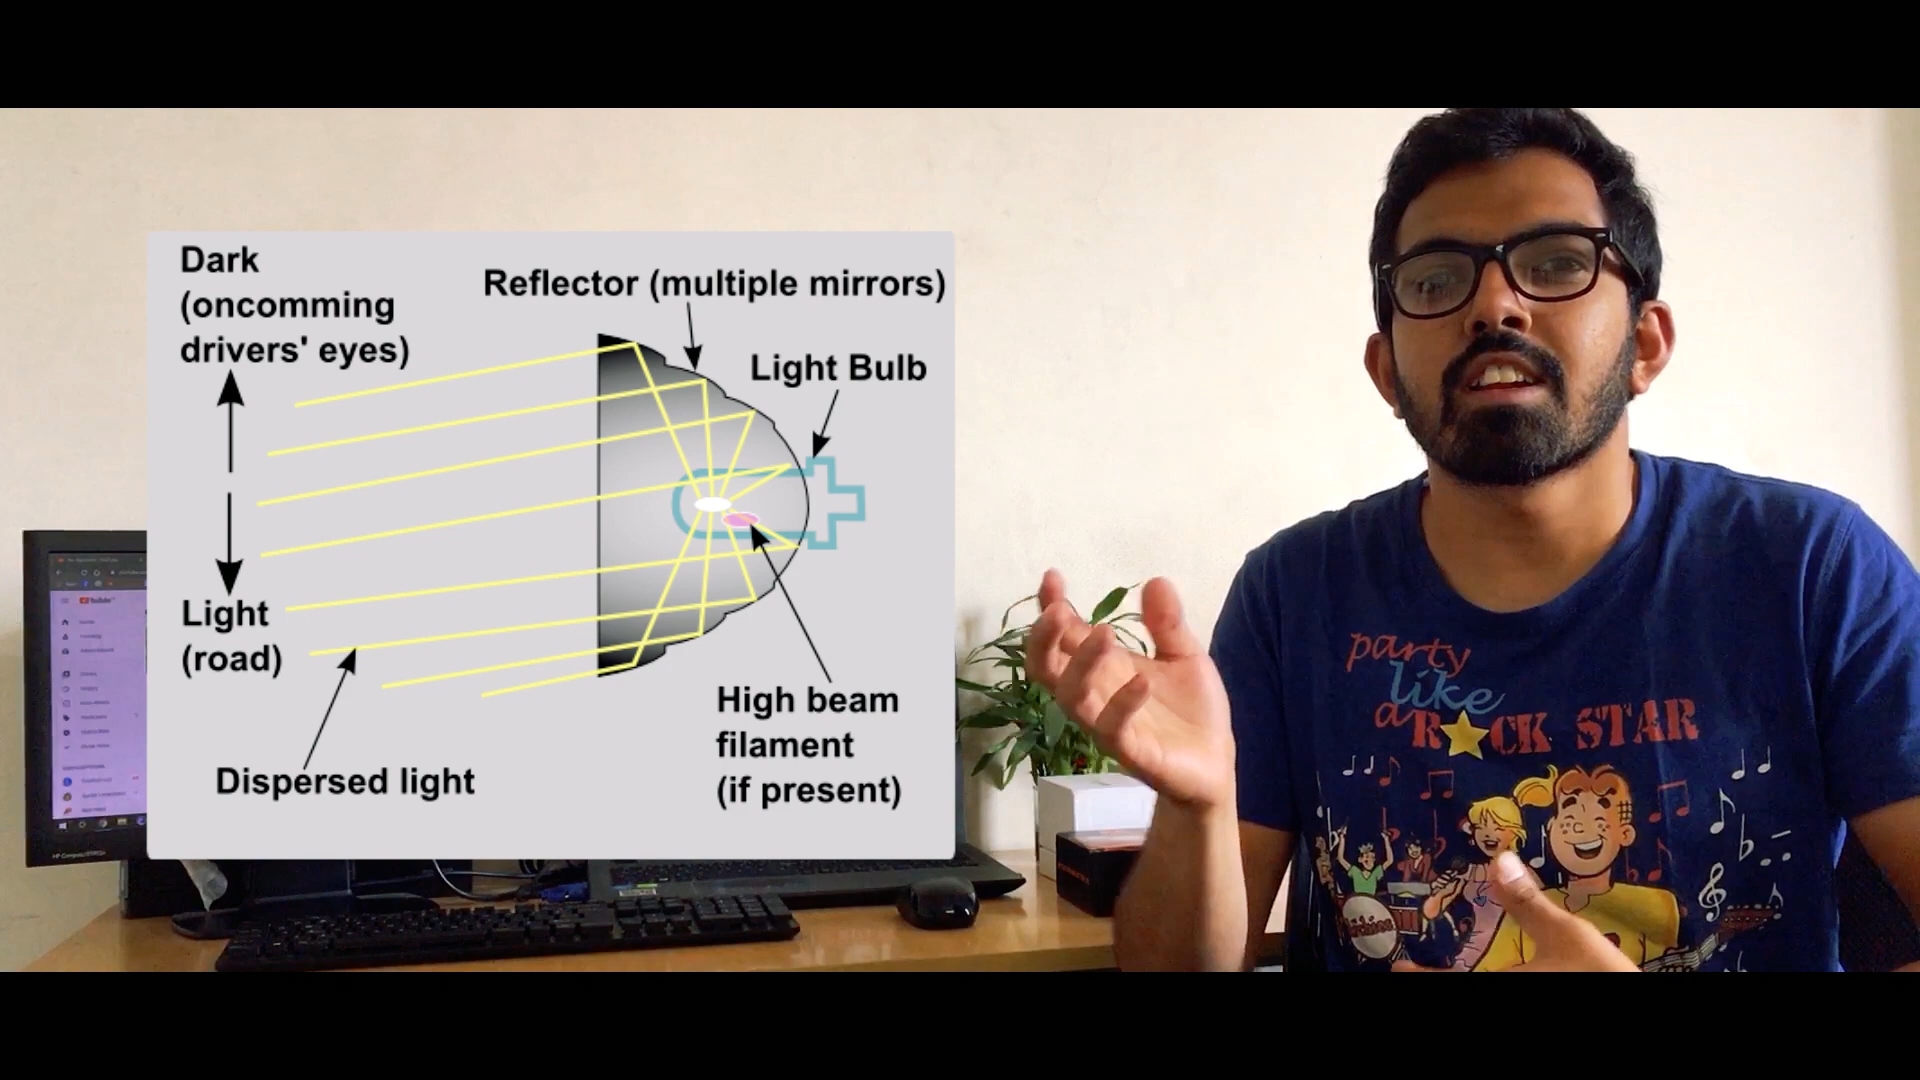 Dark
(oncomming
drivers' eyes)
Reflector (multiple mirrors)
Light Bulb
Light
(road)
High beam
filament
(if present)
Dispersed light
party
like
a ROCK STAR